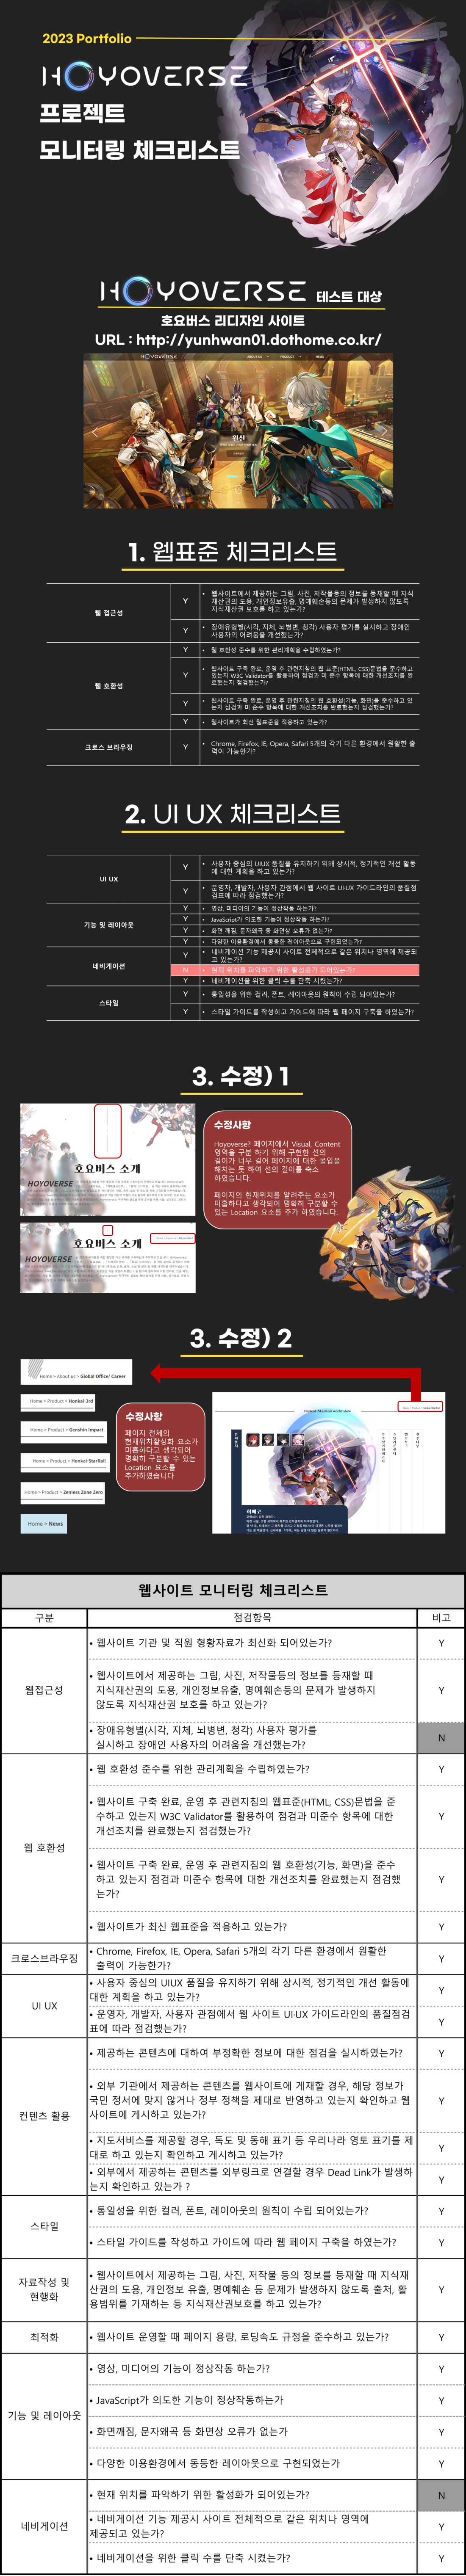 2023 Portfolio
HOYOVERSE
프로젝트
모니터링 체크리스트
HOYOVERSE 테스트 대상
호요버스 리디자인 사이트
URL : http://yunhwan01.dothome.co.kr/
HOYOVERSE
ABOUT US
PRODUCT
NEWS
원신
1. 웹표준 체크리스트
웹 접근성
Y
• 웹사이트에서 제공하는 그림, 사진, 저작물등의 정보를 등재할 때 지식
재산권의 도용, 개인정보유출, 명예훼손등의 문제가 발생하지 않도록
지식재산권 보호를 하고 있는가?
Y
• 장애유형별(시각, 지체, 뇌병변, 청각) 사용자 평가를 실시하고 장애인
사용자의 어려움을 개선했는가?
웹 호환성
Y
• 웹 호환성 준수를 위한 관리계획을 수립하였는가?
Y
• 웹사이트 구축 완료, 운영 후 관련지침의 웹 표준(HTML, CSS)문법을 준수하고
있는지 W3C Validator를 활용하여 점검과 미 준수 항목에 대한 개선조치를 완
료했는지 점검했는가?
Y
• 웹사이트 구축 완료, 운영 후 관련지침의 웹 호환성(기능, 화면)을 준수하고 있
는지 점검과 미 준수 항목에 대한 개선조치를 완료했는지 점검했는가?
Y
• 웹사이트가 최신 웹표준을 적용하고 있는가?
크로스 브라우징
Y
• Chrome, Firefox, IE, Opera, Safari 5개의 각기 다른 환경에서 원활한 출
력이 가능한가?
2. UI UX 체크리스트
UI UX
Y
• 사용자 중심의 UIUX 품질을 유지하기 위해 상시적, 정기적인 개선 활동
에 대한 계획을 하고 있는가?
Y
• 운영자, 개발자, 사용자 관점에서 웹 사이트 UI·UX 가이드라인의 품질점
검표에 따라 점검했는가?
기능 및 레이아웃
Y
• 영상, 미디어의 기능이 정상작동 하는가?
Y
• JavaScript가 의도한 기능이 정상작동 하는가?
Y
• 화면 깨짐, 문자왜곡 등 화면상 오류가 없는가?
Y
• 다양한 이용환경에서 동등한 레이아웃으로 구현되었는가?
네비게이션
Y
• 네비게이션 기능 제공시 사이트 전체적으로 같은 위치나 영역에 제공되
고 있는가?
N
• 현재 위치를 파악하기 위한 활성화가 되어있는가?
Y
• 네비게이션을 위한 클릭 수를 단축 시켰는가?
스타일
Y
• 통일성을 위한 컬러, 폰트, 레이아웃의 원칙이 수립 되어있는가?
Y
• 스타일 가이드를 작성하고 가이드에 따라 웹 페이지 구축을 하였는가?
3. 수정) 1
호요버스 소개
HOYOVERSE
호요버스 소개
HOYOVERSE
수정사항
Hoyoverse? 페이지에서 Visual, Content
영역을 구분 하기 위해 구현한 선의
길이가 너무 길어 페이지에 대한 몰입을
해치는 듯 하여 선의 길이를 축소
하였습니다.
페이지의 현재위치를 알려주는 요소가
미흡하다고 생각되어 명확히 구분할 수
있는 Location 요소를 추가 하였습니다.
3. 수정) 2
Home > About us > Global Office/ Career
Home > Product > Honkai·3rd
Home > Product > Genshin Impact
Home > Product > Honkai·StarRail
Home > Product > Zenless Zone Zero
Home > News
수정사항
페이지 전체의
현재위치활성화 요소가
미흡하다고 생각되어
명확히 구분할 수 있는
Location 요소를
추가하였습니다
Honkai·StarRail world view
웹사이트 모니터링 체크리스트
구분
점검항목
비고
웹접근성
• 웹사이트 기관 및 직원 형황자료가 최신화 되어있는가?
Y
• 웹사이트에서 제공하는 그림, 사진, 저작물등의 정보를 등재할 때
지식재산권의 도용, 개인정보유출, 명예훼손등의 문제가 발생하지
않도록 지식재산권 보호를 하고 있는가?
Y
• 장애유형별(시각, 지체, 뇌병변, 청각) 사용자 평가를
실시하고 장애인 사용자의 어려움을 개선했는가?
N
웹 호환성
• 웹 호환성 준수를 위한 관리계획을 수립하였는가?
Y
• 웹사이트 구축 완료, 운영 후 관련지침의 웹표준(HTML, CSS)문법을 준
수하고 있는지 W3C Validator를 활용하여 점검과 미준수 항목에 대한
개선조치를 완료했는지 점검했는가?
Y
• 웹사이트 구축 완료, 운영 후 관련지침의 웹 호환성(기능, 화면)을 준수
하고 있는지 점검과 미준수 항목에 대한 개선조치를 완료했는지 점검했
는가?
Y
• 웹사이트가 최신 웹표준을 적용하고 있는가?
Y
크로스브라우징
• Chrome, Firefox, IE, Opera, Safari 5개의 각기 다른 환경에서 원활한
출력이 가능한가?
Y
UI UX
• 사용자 중심의 UIUX 품질을 유지하기 위해 상시적, 정기적인 개선 활동에
대한 계획을 하고 있는가?
Y
• 운영자, 개발자, 사용자 관점에서 웹 사이트 UI·UX 가이드라인의 품질점검
표에 따라 점검했는가?
Y
컨텐츠 활용
• 제공하는 콘텐츠에 대하여 부정확한 정보에 대한 점검을 실시하였는가?
Y
• 외부 기관에서 제공하는 콘텐츠를 웹사이트에 게재할 경우, 해당 정보가
국민 정서에 맞지 않거나 정부 정책을 제대로 반영하고 있는지 확인하고 웹
사이트에 게시하고 있는가?
Y
• 지도서비스를 제공할 경우, 독도 및 동해 표기 등 우리나라 영토 표기를 제
대로 하고 있는지 확인하고 게시하고 있는가?
Y
• 외부에서 제공하는 콘텐츠를 외부링크로 연결할 경우 Dead Link가 발생하
는지 확인하고 있는가 ?
Y
스타일
• 통일성을 위한 컬러, 폰트, 레이아웃의 원칙이 수립 되어있는가?
Y
• 스타일 가이드를 작성하고 가이드에 따라 웹 페이지 구축을 하였는가?
Y
자료작성 및
현행화
• 웹사이트에서 제공하는 그림, 사진, 저작물 등의 정보를 등재할 때 지식재
산권의 도용, 개인정보 유출, 명예훼손 등 문제가 발생하지 않도록 출처, 활
용범위를 기재하는 등 지식재산권보호를 하고 있는가?
Y
최적화
• 웹사이트 운영할 때 페이지 용량, 로딩속도 규정을 준수하고 있는가?
Y
기능 및 레이아웃
• 영상, 미디어의 기능이 정상작동 하는가?
Y
• JavaScript가 의도한 기능이 정상작동하는가
Y
• 화면깨짐, 문자왜곡 등 화면상 오류가 없는가
Y
• 다양한 이용환경에서 동등한 레이아웃으로 구현되었는가
Y
네비게이션
• 현재 위치를 파악하기 위한 활성화가 되어있는가?
N
• 네비게이션 기능 제공시 사이트 전체적으로 같은 위치나 영역에
제공되고 있는가?
Y
• 네비게이션을 위한 클릭 수를 단축 시켰는가?
Y